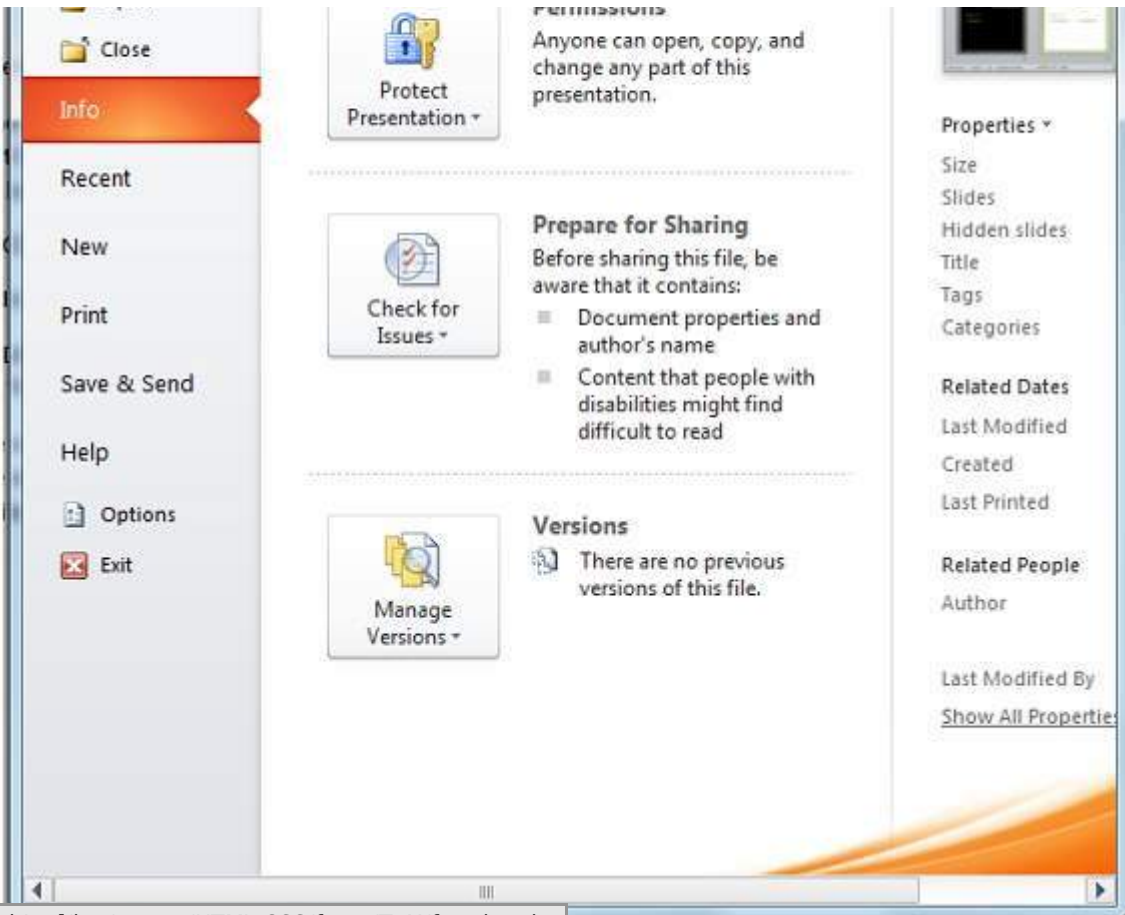 Close
Info
Recent
New
Print
Save & Send
Help
Options
Exit
Permissions
Anyone can open, copy, and
change any part of this
presentation.
Protect
Presentation
Prepare for Sharing
Before sharing this file, be
aware that it contains:
Document properties and
author's name
Content that people with
disabilities might find
difficult to read
Check for
Issues
Versions
There are no previous
versions of this file.
Manage
Versions
Properties
Size
Slides
Hidden slides
Title
Tags
Categories
Related Dates
Last Modified
Created
Last Printed
Related People
Author
Last Modified By
Show All Properties